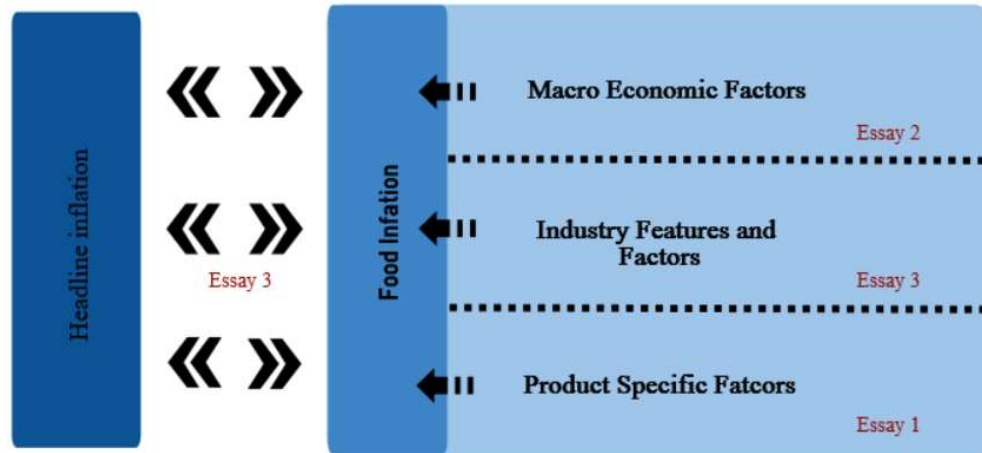 Headline inflation
Essay 3
Food Infation
Macro Economic Factors
Essay 2
Industry Features and
Factors
Essay 3
Product Specific Fatcors
Essay 1